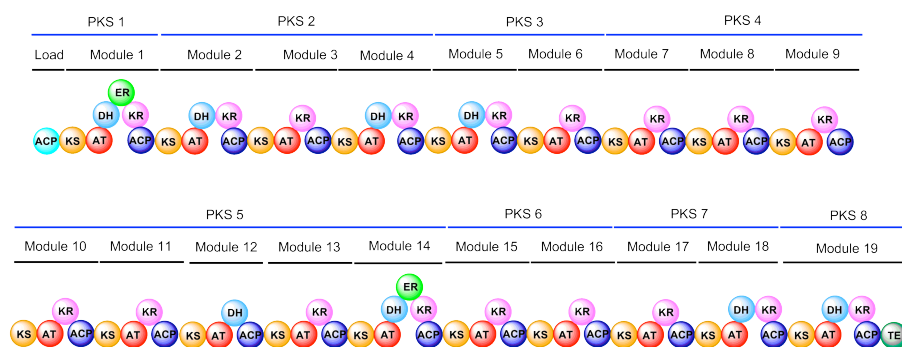 PKS 1 PKS 2 PKS 3 PKS 4
Load Module 1 Module 2 Module 3 Module 4 Module 5 Module 6 Module 7 Module 8 Module 9
ER
DH KR DH KR KR DH KR DH KR KR KR KR KR
ACP KS AT ACP KS AT ACP KS AT ACP KS AT ACP KS AT ACP KS AT ACP KS AT ACP KS AT ACP KS AT ACP
PKS 5 PKS 6 PKS 7 PKS 8
Module 10 Module 11 Module 12 Module 13 Module 14 Module 15 Module 16 Module 17 Module 18 Module 19
ER
KR KR DH KR DH KR KR KR KR DH KR DH KR
KS AT ACP KS AT ACP KS AT ACP KS AT ACP KS AT ACP KS AT ACP KS AT ACP KS AT ACP KS AT ACP KS AT ACP TE